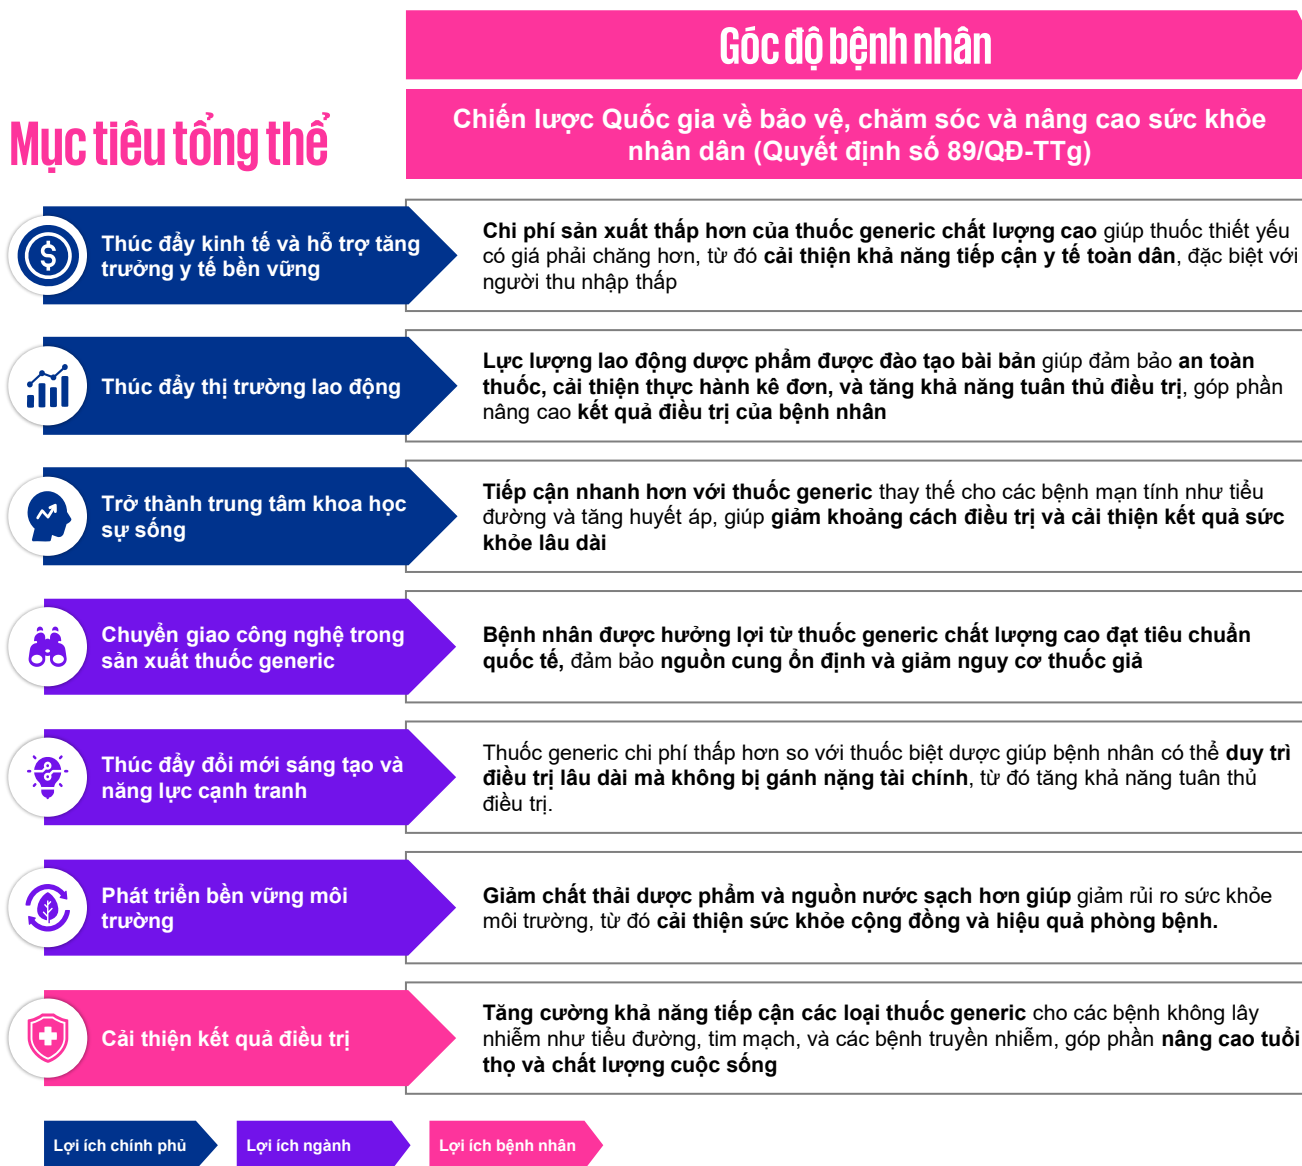 Góc độ bệnh nhân
Mục tiêu tổng thể
Chiến lược Quốc gia về bảo vệ, chăm sóc và nâng cao sức khỏe
nhân dân (Quyết định số 89/QĐ-TTg)
Thúc đẩy kinh tế và hỗ trợ tăng
trưởng y tế bền vững
Chi phí sản xuất thấp hơn của thuốc generic chất lượng cao giúp thuốc thiết yếu
có giá phải chăng hơn, từ đó cải thiện khả năng tiếp cận y tế toàn dân, đặc biệt với
người thu nhập thấp
Thúc đẩy thị trường lao động
Lực lượng lao động dược phẩm được đào tạo bài bản giúp đảm bảo an toàn
thuốc, cải thiện thực hành kê đơn, và tăng khả năng tuân thủ điều trị, góp phần
nâng cao kết quả điều trị của bệnh nhân
Trở thành trung tâm khoa học
sự sống
Tiếp cận nhanh hơn với thuốc generic thay thế cho các bệnh mạn tính như tiểu
đường và tăng huyết áp, giúp giảm khoảng cách điều trị và cải thiện kết quả sức
khỏe lâu dài
Chuyển giao công nghệ trong
sản xuất thuốc generic
Bệnh nhân được hưởng lợi từ thuốc generic chất lượng cao đạt tiêu chuẩn
quốc tế, đảm bảo nguồn cung ổn định và giảm nguy cơ thuốc giả
Thúc đẩy đổi mới sáng tạo và
năng lực cạnh tranh
Thuốc generic chi phí thấp hơn so với thuốc biệt dược giúp bệnh nhân có thể duy trì
điều trị lâu dài mà không bị gánh nặng tài chính, từ đó tăng khả năng tuân thủ
điều trị.
Phát triển bền vững môi
trường
Giảm chất thải dược phẩm và nguồn nước sạch hơn giúp giảm rủi ro sức khỏe
môi trường, từ đó cải thiện sức khỏe cộng đồng và hiệu quả phòng bệnh.
Cải thiện kết quả điều trị
Tăng cường khả năng tiếp cận các loại thuốc generic cho các bệnh không lây
nhiễm như tiểu đường, tim mạch, và các bệnh truyền nhiễm, góp phần nâng cao tuổi
thọ và chất lượng cuộc sống
Lợi ích chính phủ
Lợi ích ngành
Lợi ích bệnh nhân